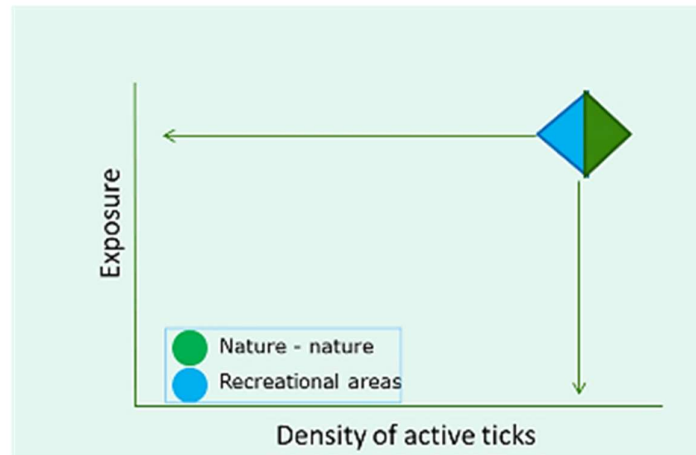 Exposure
Nature - nature
Recreational areas
Density of active ticks